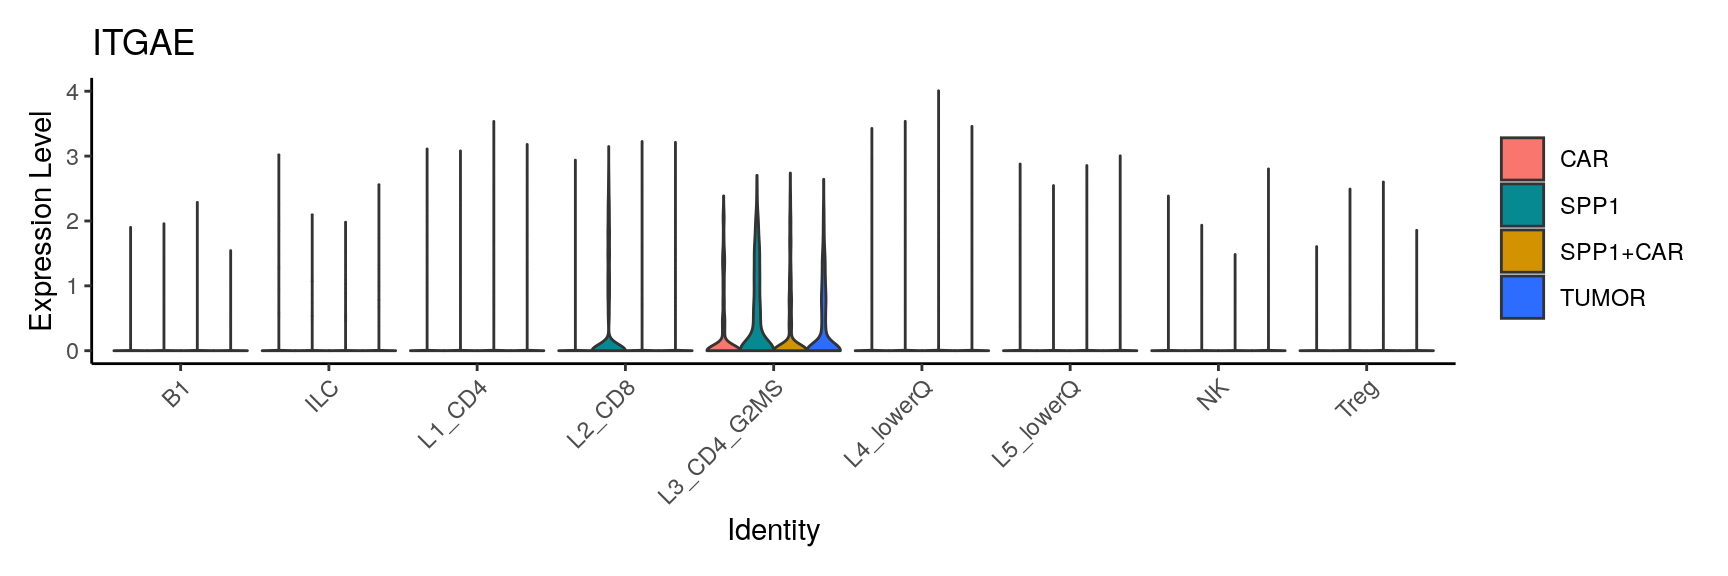 ITGAE
Expression Level
4
3
2
1
0
B1
ILC
L1_CD4
L2_CD8
L3_CD4_G2MS
L4_lowerQ
L5_lowerQ
NK
Treg
Identity
CAR
SPP1
SPP1+CAR
TUMOR